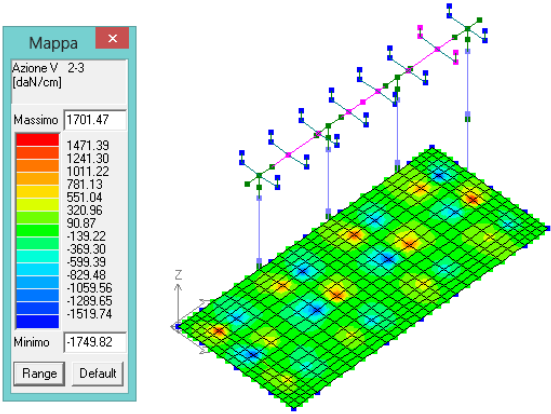 Mappa
Azione V 2-3
[daN/cm]
Massimo 1701.47
1471.39
1241.30
1011.22
781.13
551.04
320.96
90.87
-139.22
-369.30
-599.39
-829.48
-1059.56
-1289.65
-1519.74
Minimo -1749.82
Range Default
Z